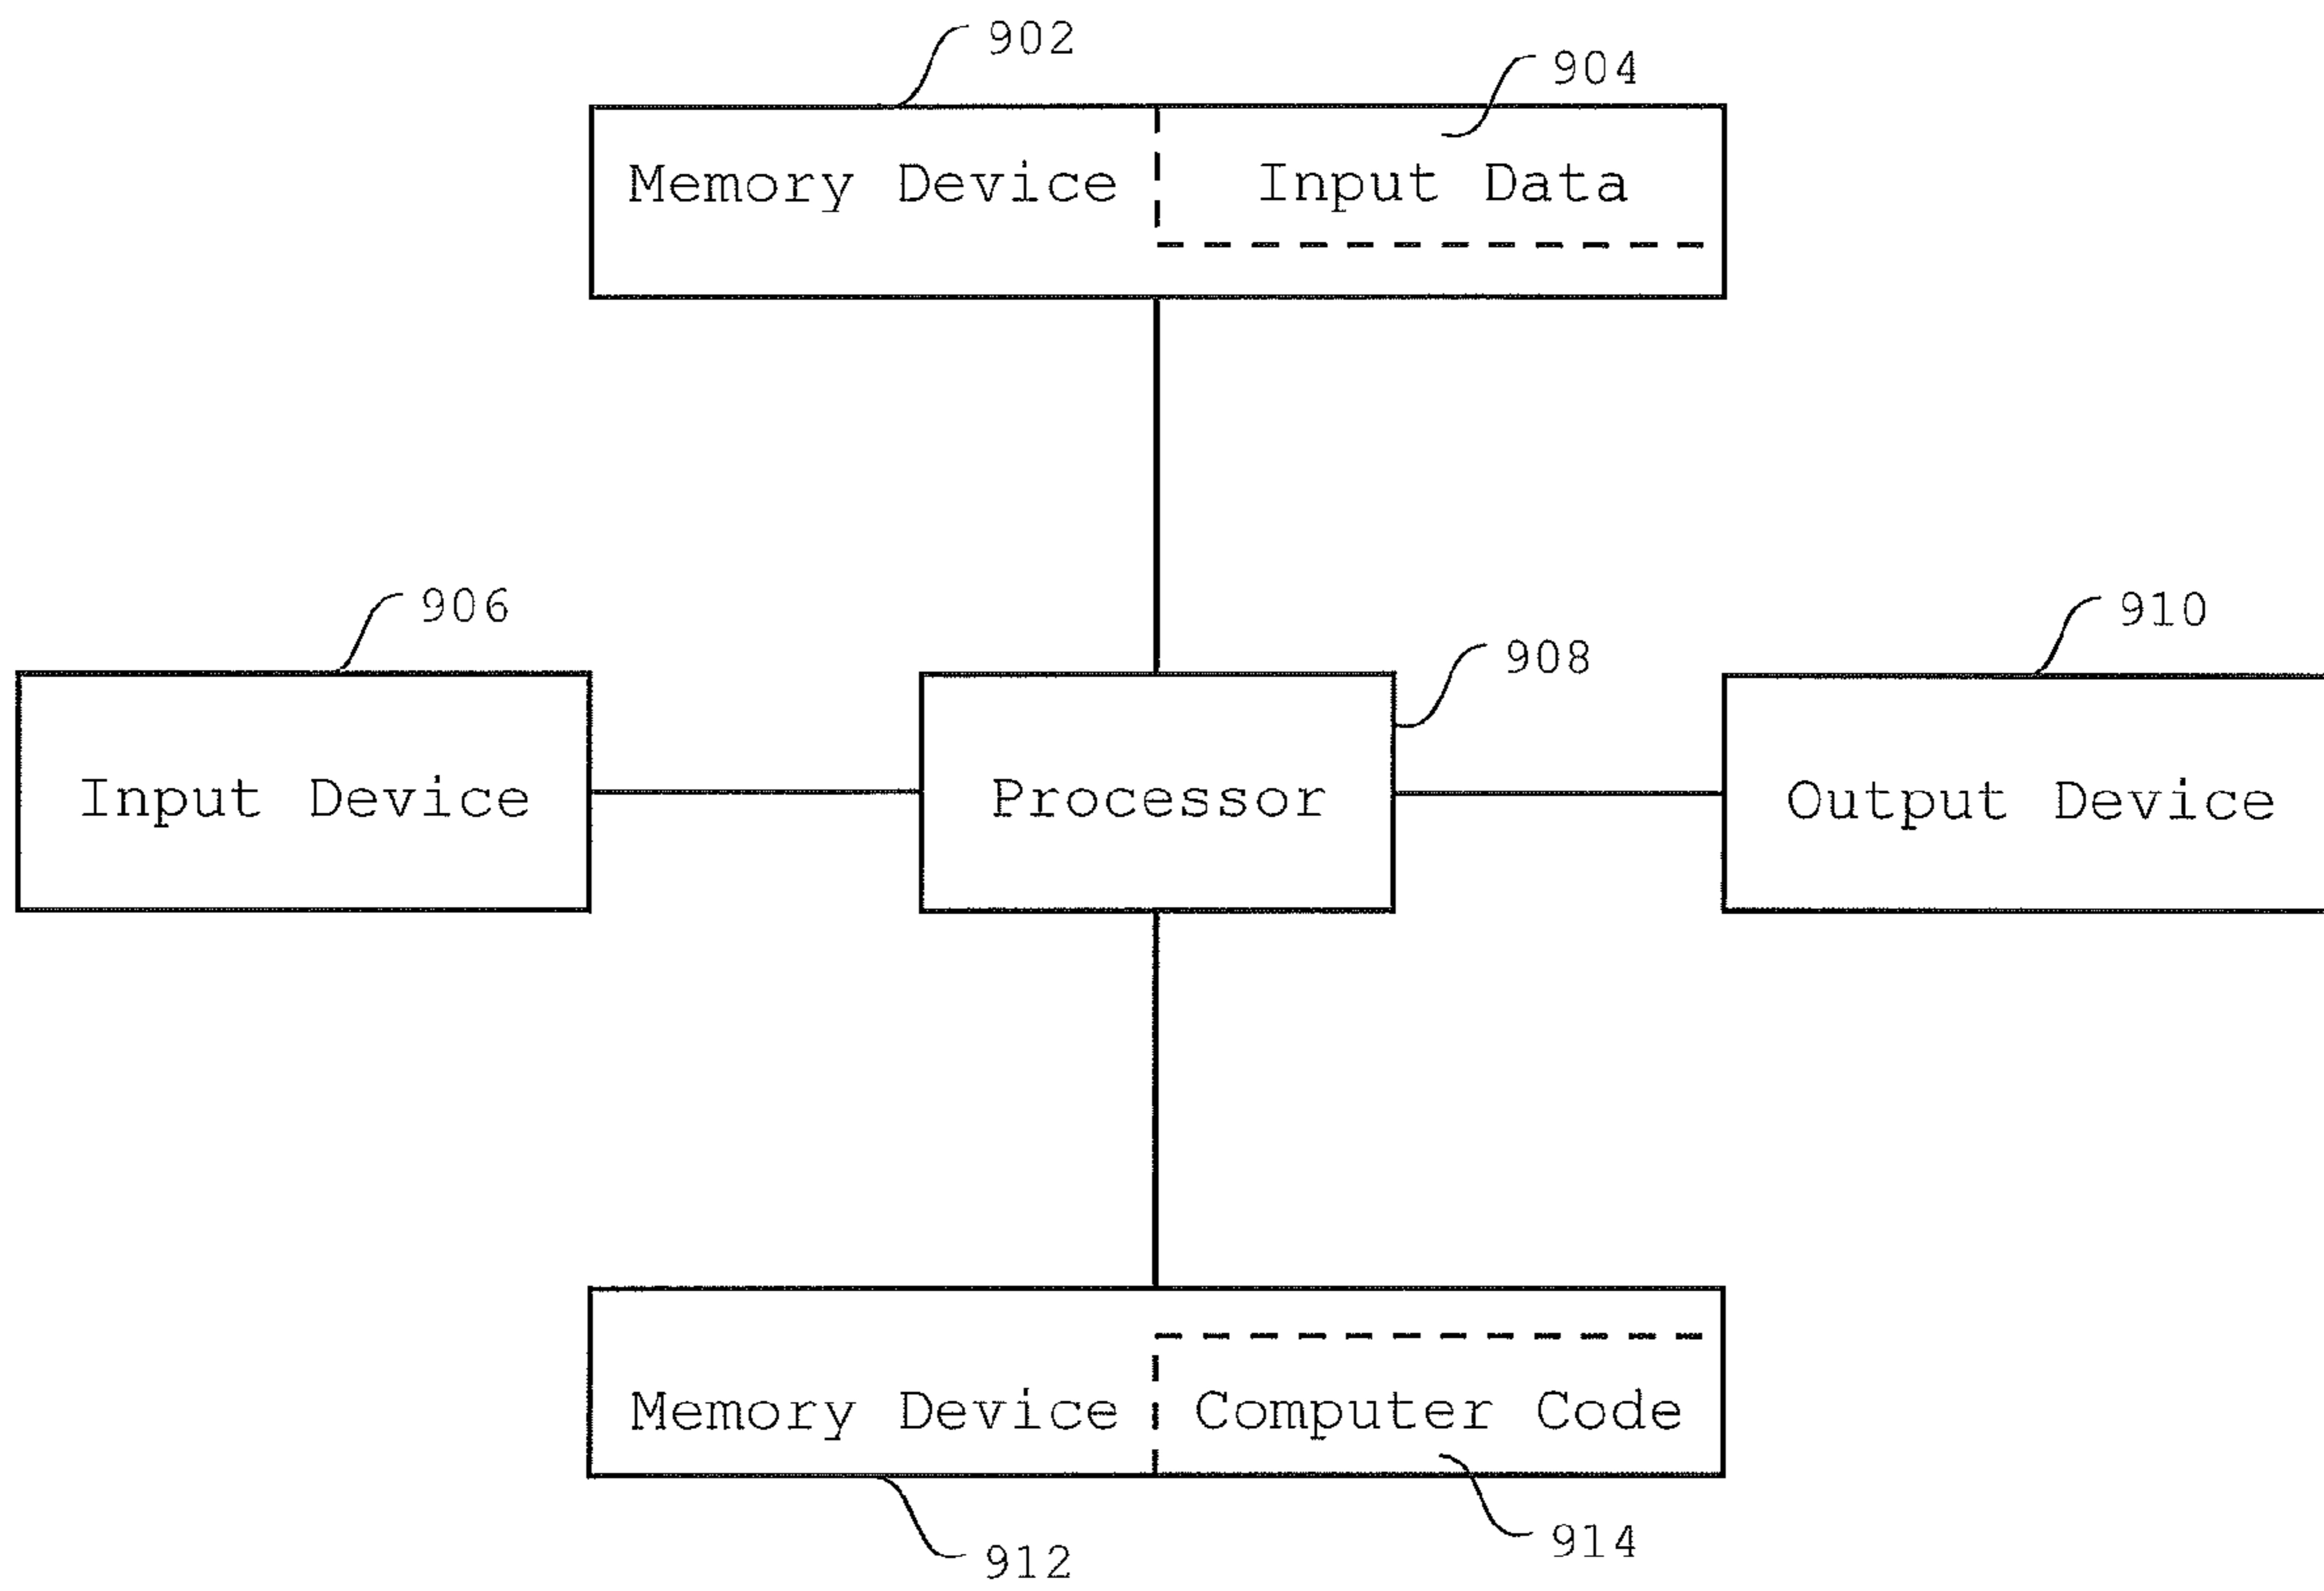 902
904
Memory Device
Input Data
906
910
908
Input Device
Processor
Output Device
Memory Device
Computer Code
914
912